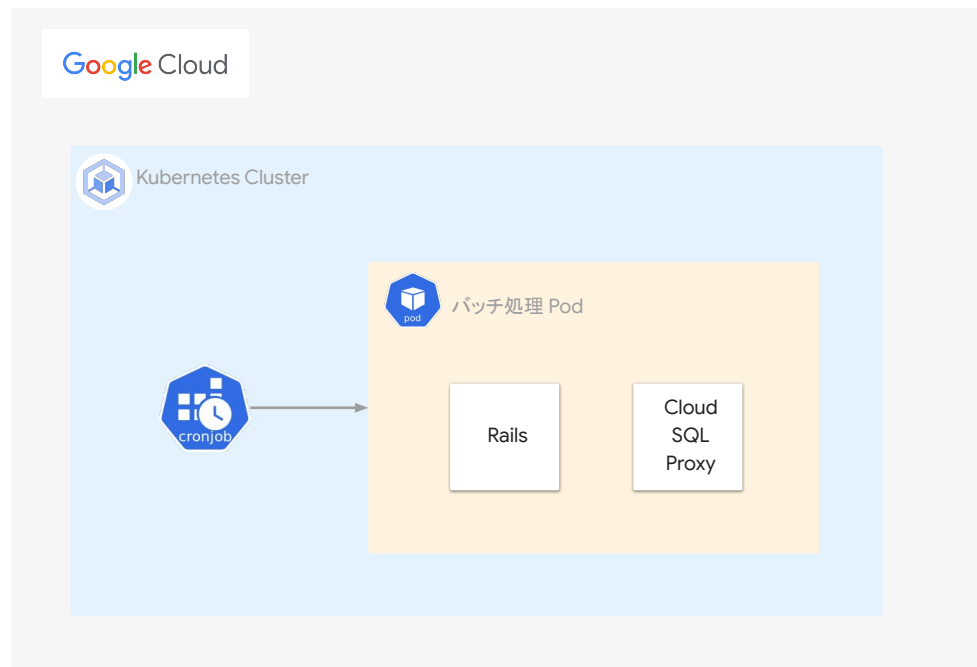 Google Cloud
Kubernetes Cluster
pod
バッチ処理 Pod
cronjob
Rails
Cloud
SQL
Proxy